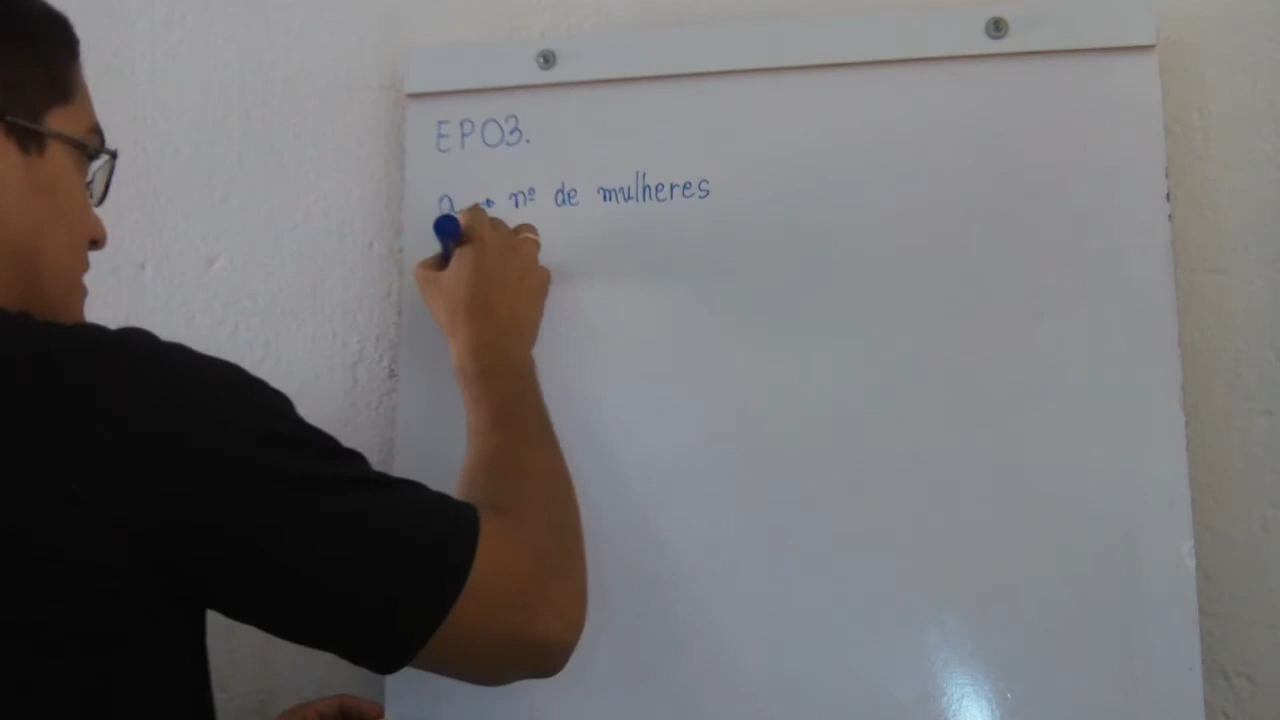 EP03.
a → nº de mulheres